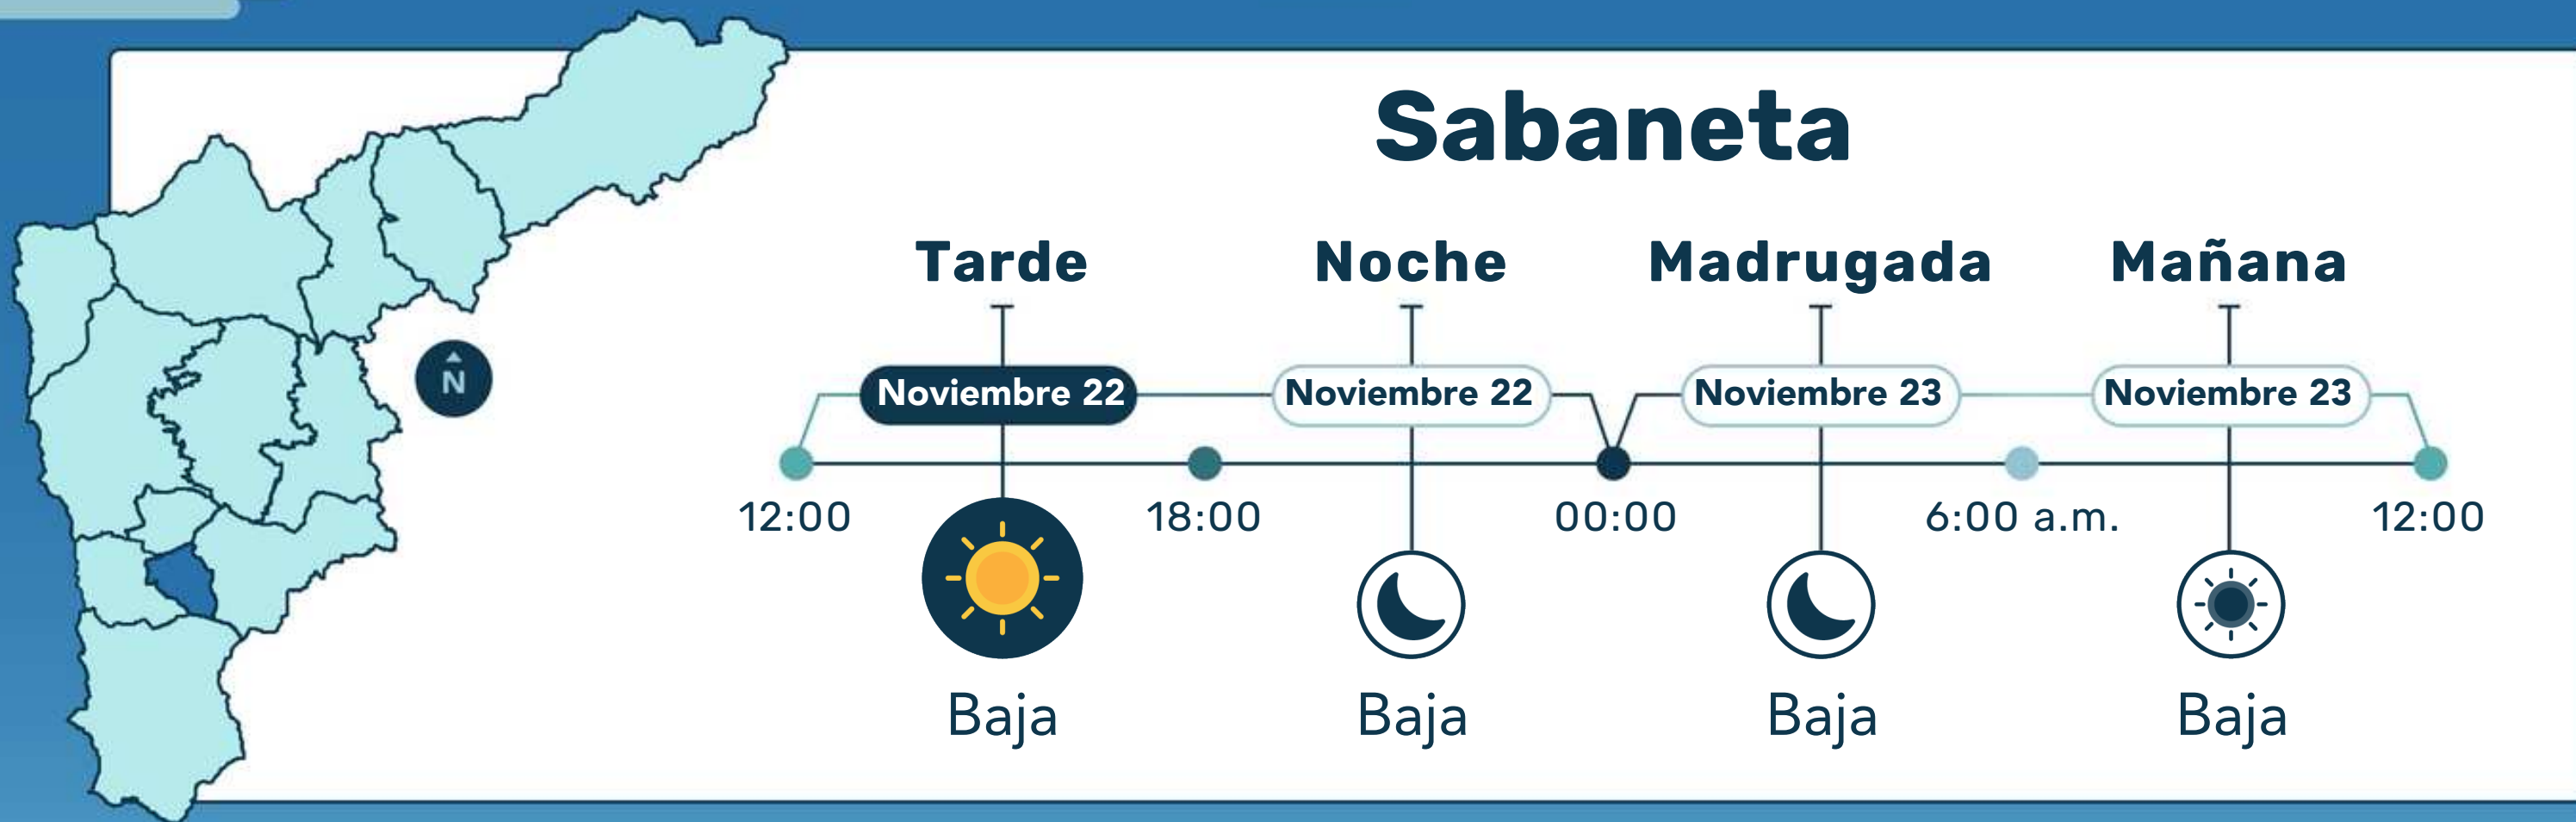 Sabaneta
Tarde Noche Madrugada Mañana
Noviembre 22 Noviembre 22 Noviembre 23 Noviembre 23
N
12:00 18:00 00:00 6:00 a.m. 12:00
Baja Baja Baja Baja